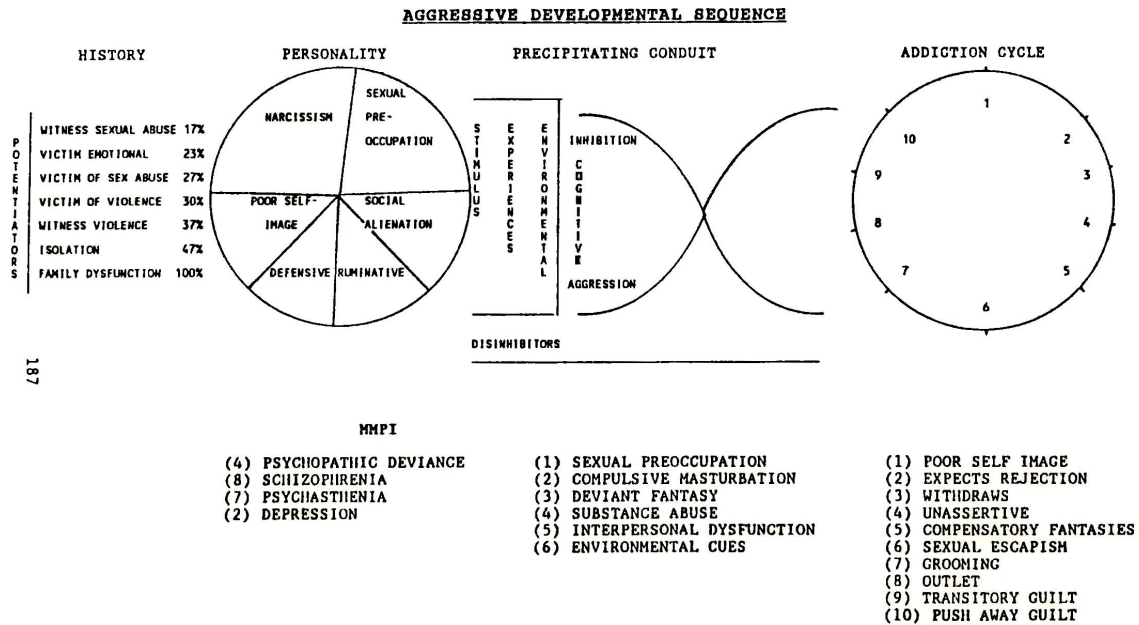 AGGRESSIVE DEVELOPMENTAL SEQUENCE
HISTORY
POTENTIATORS
WITNESS SEXUAL ABUSE 17%
VICTIM EMOTIONAL 23%
VICTIM OF SEX ABUSE 27%
VICTIM OF VIOLENCE 30%
WITNESS VIOLENCE 37%
ISOLATION 47%
FAMILY DYSFUNCTION 100%
PERSONALITY
NARCISSISM
SEXUAL
PRE-
OCCUPATION
POOR SELF-
IMAGE
SOCIAL
ALIENATION
DEFENSIVE
RUMINATIVE
PRECIPITATING CONDUIT
STIMULUS
EXPERIENCES
ENVIRONMENTAL
INHIBITION
COGNITIVE
AGGRESSION
DISINHIBITORS
ADDICTION CYCLE
1
2
3
4
5
6
7
8
9
10
187
MMPI
(4) PSYCHOPATHIC DEVIANCE
(8) SCHIZOPHRENIA
(7) PSYCHASTHENIA
(2) DEPRESSION
(1) SEXUAL PREOCCUPATION
(2) COMPULSIVE MASTURBATION
(3) DEVIANT FANTASY
(4) SUBSTANCE ABUSE
(5) INTERPERSONAL DYSFUNCTION
(6) ENVIRONMENTAL CUES
(1) POOR SELF IMAGE
(2) EXPECTS REJECTION
(3) WITHDRAWS
(4) UNASSERTIVE
(5) COMPENSATORY FANTASIES
(6) SEXUAL ESCAPISM
(7) GROOMING
(8) OUTLET
(9) TRANSITORY GUILT
(10) PUSH AWAY GUILT